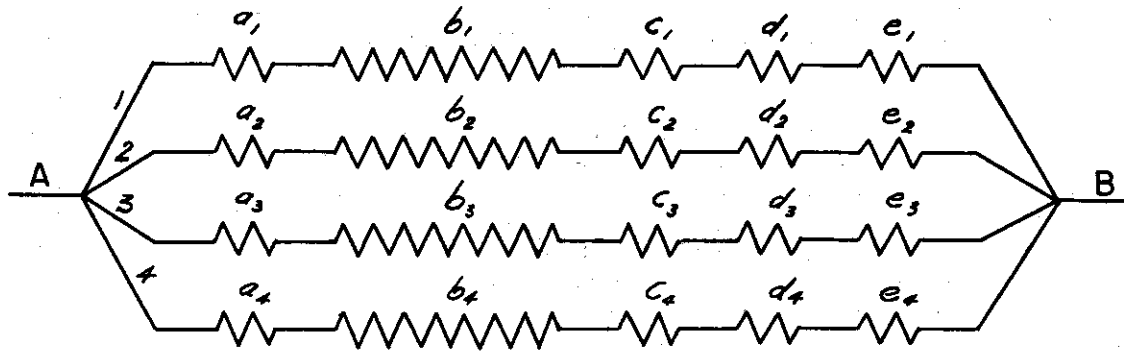 a₁ b₁ c₁ d₁ e₁
1
a₂ b₂ c₂ d₂ e₂
2
A B
3
a₃ b₃ c₃ d₃ e₃
4
a₄ b₄ c₄ d₄ e₄